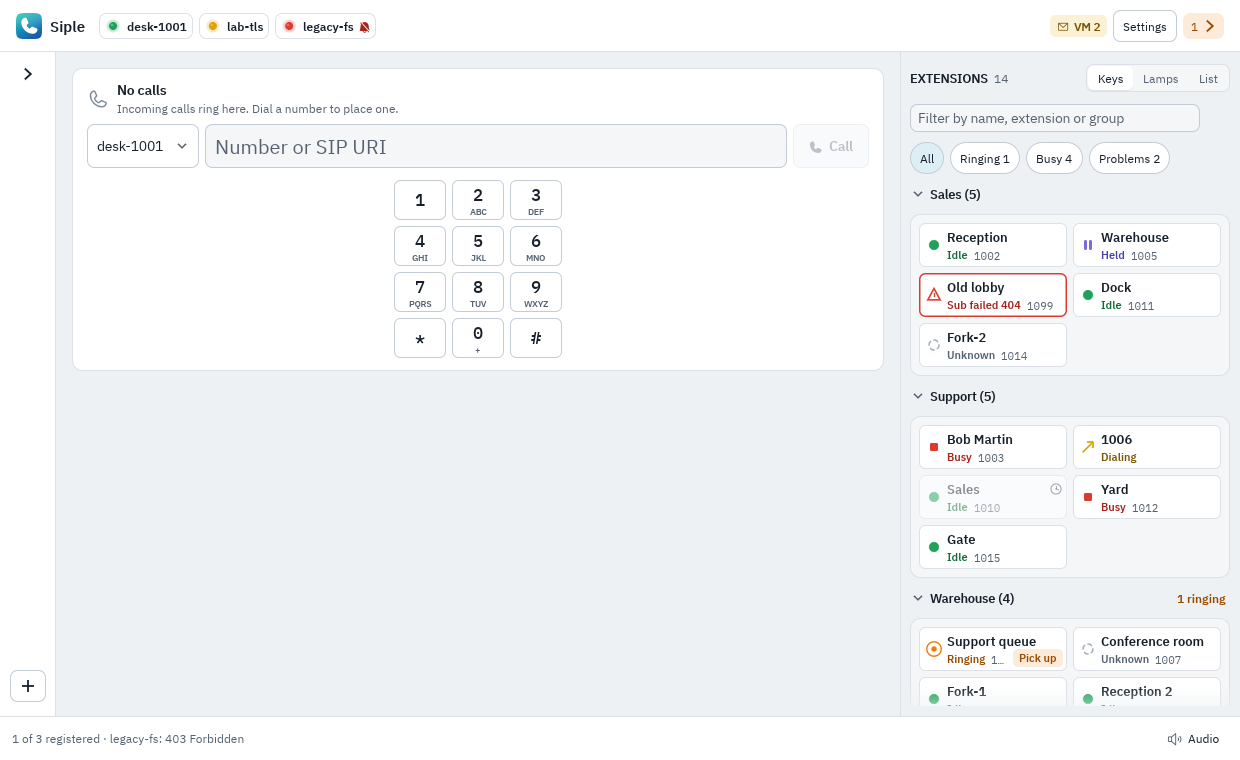 Siple
desk-1001
lab-tls
legacy-fs
VM 2
Settings
1
No calls
Incoming calls ring here. Dial a number to place one.
desk-1001
Number or SIP URI
Call
1
2 ABC
3 DEF
4 GHI
5 JKL
6 MNO
7 PQRS
8 TUV
9 WXYZ
*
0 +
#
EXTENSIONS 14
Keys
Lamps
List
Filter by name, extension or group
All
Ringing 1
Busy 4
Problems 2
Sales (5)
Reception
Idle 1002
Warehouse
Held 1005
Old lobby
Sub failed 404 1099
Dock
Idle 1011
Fork-2
Unknown 1014
Support (5)
Bob Martin
Busy 1003
1006
Dialing
Sales
Idle 1010
Yard
Busy 1012
Gate
Idle 1015
Warehouse (4)
1 ringing
Support queue
Ringing 1…
Pick up
Conference room
Unknown 1007
Fork-1
Reception 2
1 of 3 registered · legacy-fs: 403 Forbidden
Audio